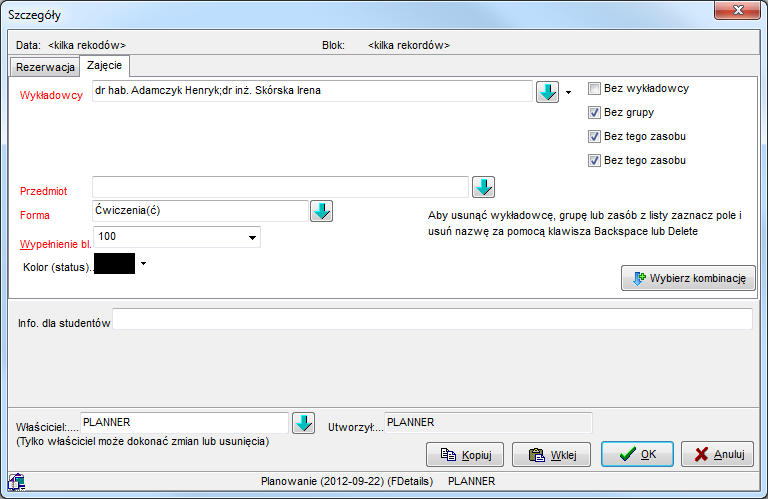 Szczegóły
Data: <kilka rekodów> Blok: <kilka rekordów>
Rezerwacja Zajęcie
Wykładowcy dr hab. Adamczyk Henryk;dr inż. Skórska Irena Bez wykładowcy
Bez grupy
Bez tego zasobu
Bez tego zasobu
Przedmiot
Forma Ćwiczenia(ć)
Aby usunąć wykładowcę, grupę lub zasób z listy zaznacz pole i
usuń nazwę za pomocą klawisza Backspace lub Delete
Wypełnienie bl. 100
Kolor (status)..
Wybierz kombinację
Info. dla studentów
Właściciel:.... PLANNER Utworzył:... PLANNER
(Tylko właściciel może dokonać zmian lub usunięcia)
Kopiuj Wklej OK Anuluj
Planowanie (2012-09-22) (FDetails) PLANNER